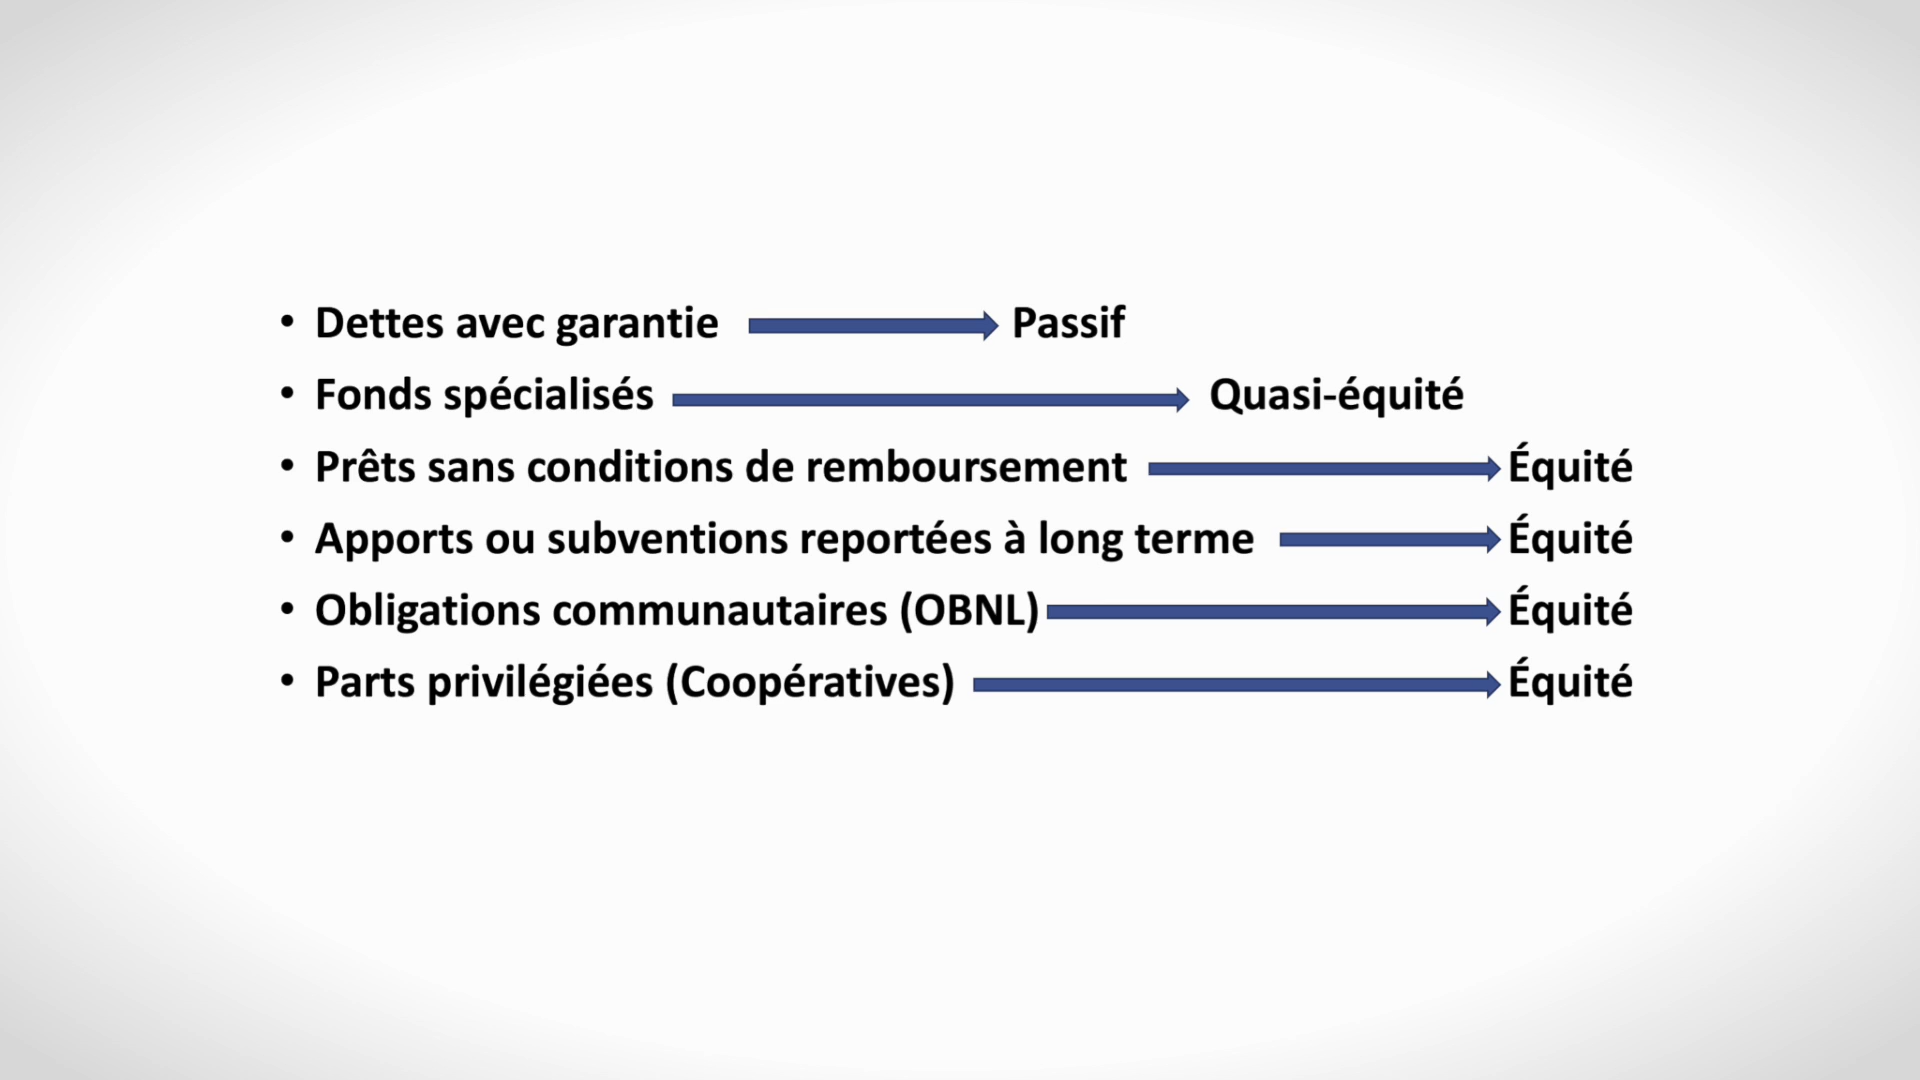 • Dettes avec garantie Passif
• Fonds spécialisés Quasi-équité
• Prêts sans conditions de remboursement Équité
• Apports ou subventions reportées à long terme Équité
• Obligations communautaires (OBNL) Équité
• Parts privilégiées (Coopératives) Équité